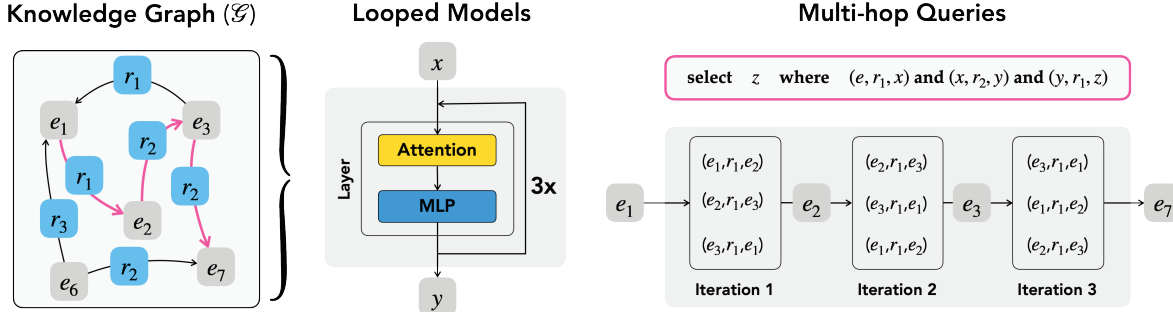 Knowledge Graph (𝒢)
r₁
e₁
e₃
r₂
r₁
r₂
r₃
e₂
r₂
e₆
e₇
Looped Models
x
Layer
Attention
MLP
3x
y
Multi-hop Queries
select z where (e, r₁, x) and (x, r₂, y) and (y, r₁, z)
e₁
(e₁,r₁,e₂)
(e₂,r₁,e₃)
(e₃,r₁,e₁)
Iteration 1
e₂
(e₂,r₁,e₃)
(e₃,r₁,e₁)
(e₁,r₁,e₂)
Iteration 2
e₃
(e₃,r₁,e₁)
(e₁,r₁,e₂)
(e₂,r₁,e₃)
Iteration 3
e₇